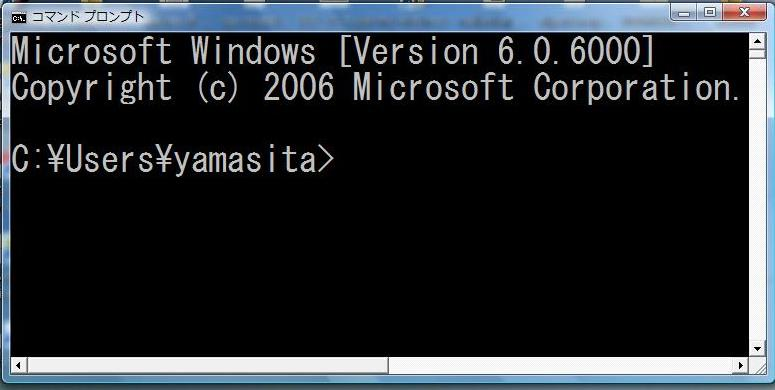 コマンド プロンプト
Microsoft Windows [Version 6.0.6000]
Copyright (c) 2006 Microsoft Corporation.
C:¥Users¥yamasita>